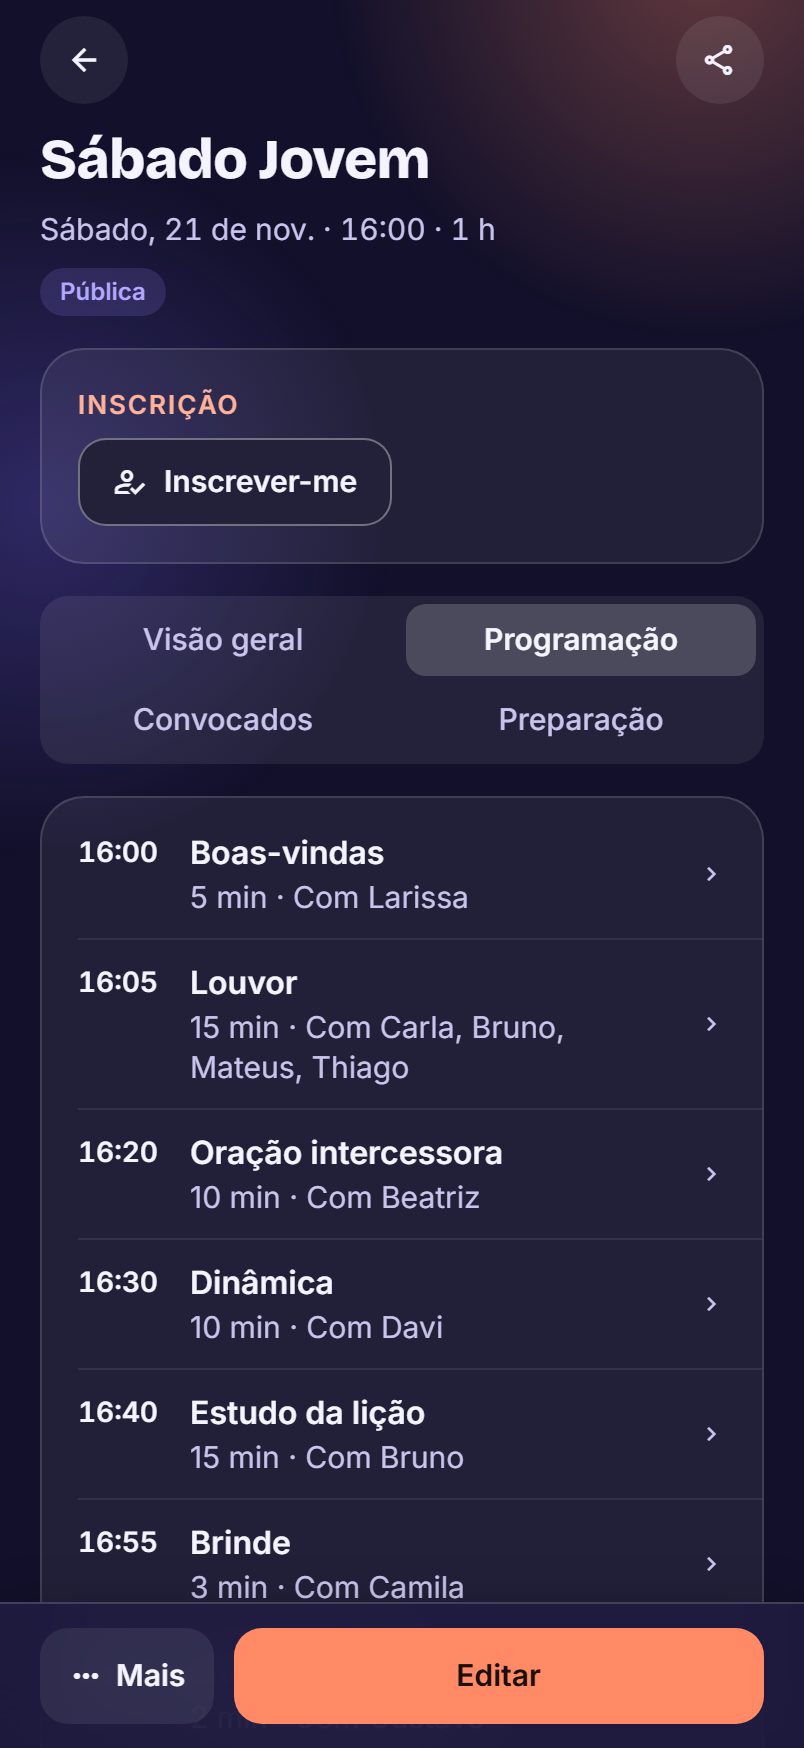 Sábado Jovem
Sábado, 21 de nov. · 16:00 · 1 h
Pública
INSCRIÇÃO
Inscrever-me
Visão geral
Programação
Convocados
Preparação
16:00 Boas-vindas
5 min · Com Larissa
16:05 Louvor
15 min · Com Carla, Bruno,
Mateus, Thiago
16:20 Oração intercessora
10 min · Com Beatriz
16:30 Dinâmica
10 min · Com Davi
16:40 Estudo da lição
15 min · Com Bruno
16:55 Brinde
3 min · Com Camila
Mais
Editar